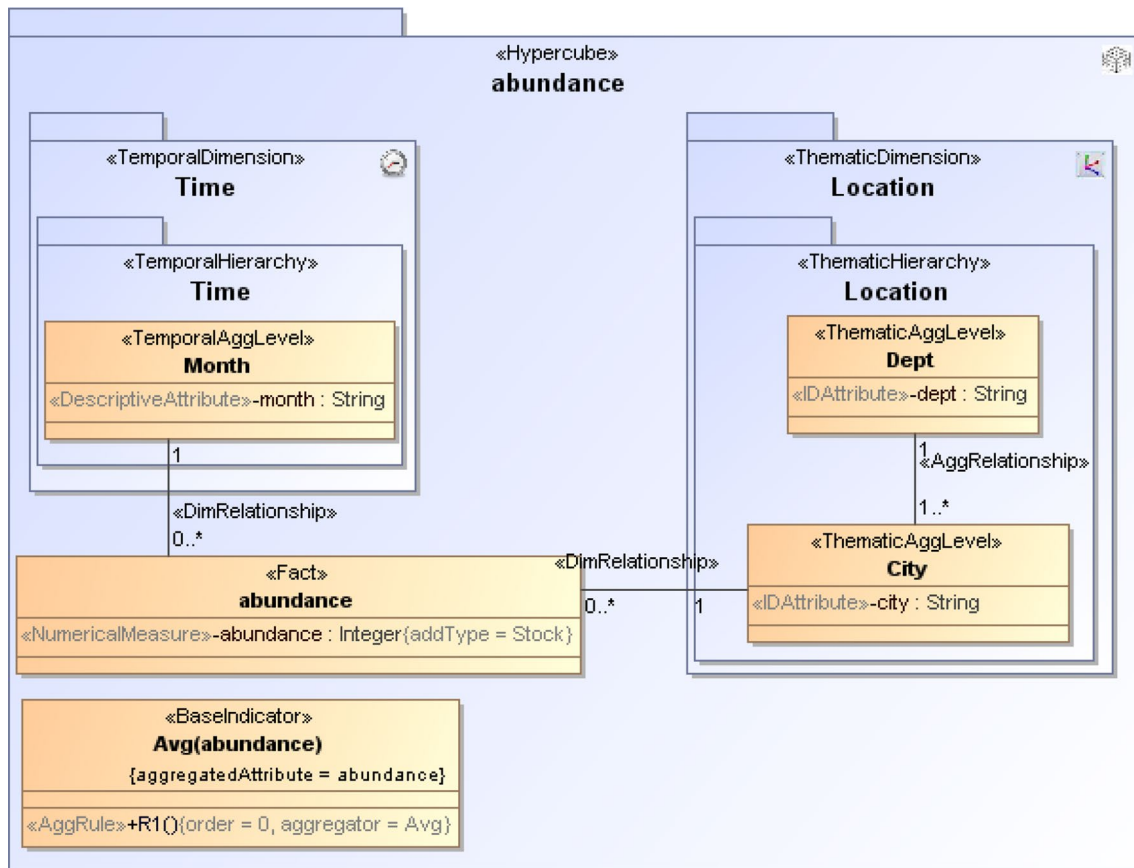 «Hypercube»
abundance
«TemporalDimension»
Time
«TemporalHierarchy»
Time
«TemporalAggLevel»
Month
«DescriptiveAttribute»-month : String
1
«DimRelationship»
0..*
«ThematicDimension»
Location
«ThematicHierarchy»
Location
«ThematicAggLevel»
Dept
«IDAttribute»-dept : String
1
«AggRelationship»
1..*
«ThematicAggLevel»
City
«IDAttribute»-city : String
«DimRelationship»
0..*
1
«Fact»
abundance
«NumericalMeasure»-abundance : Integer{addType = Stock}
«BaseIndicator»
Avg(abundance)
{aggregatedAttribute = abundance}
«AggRule»+R1(){order = 0, aggregator = Avg}